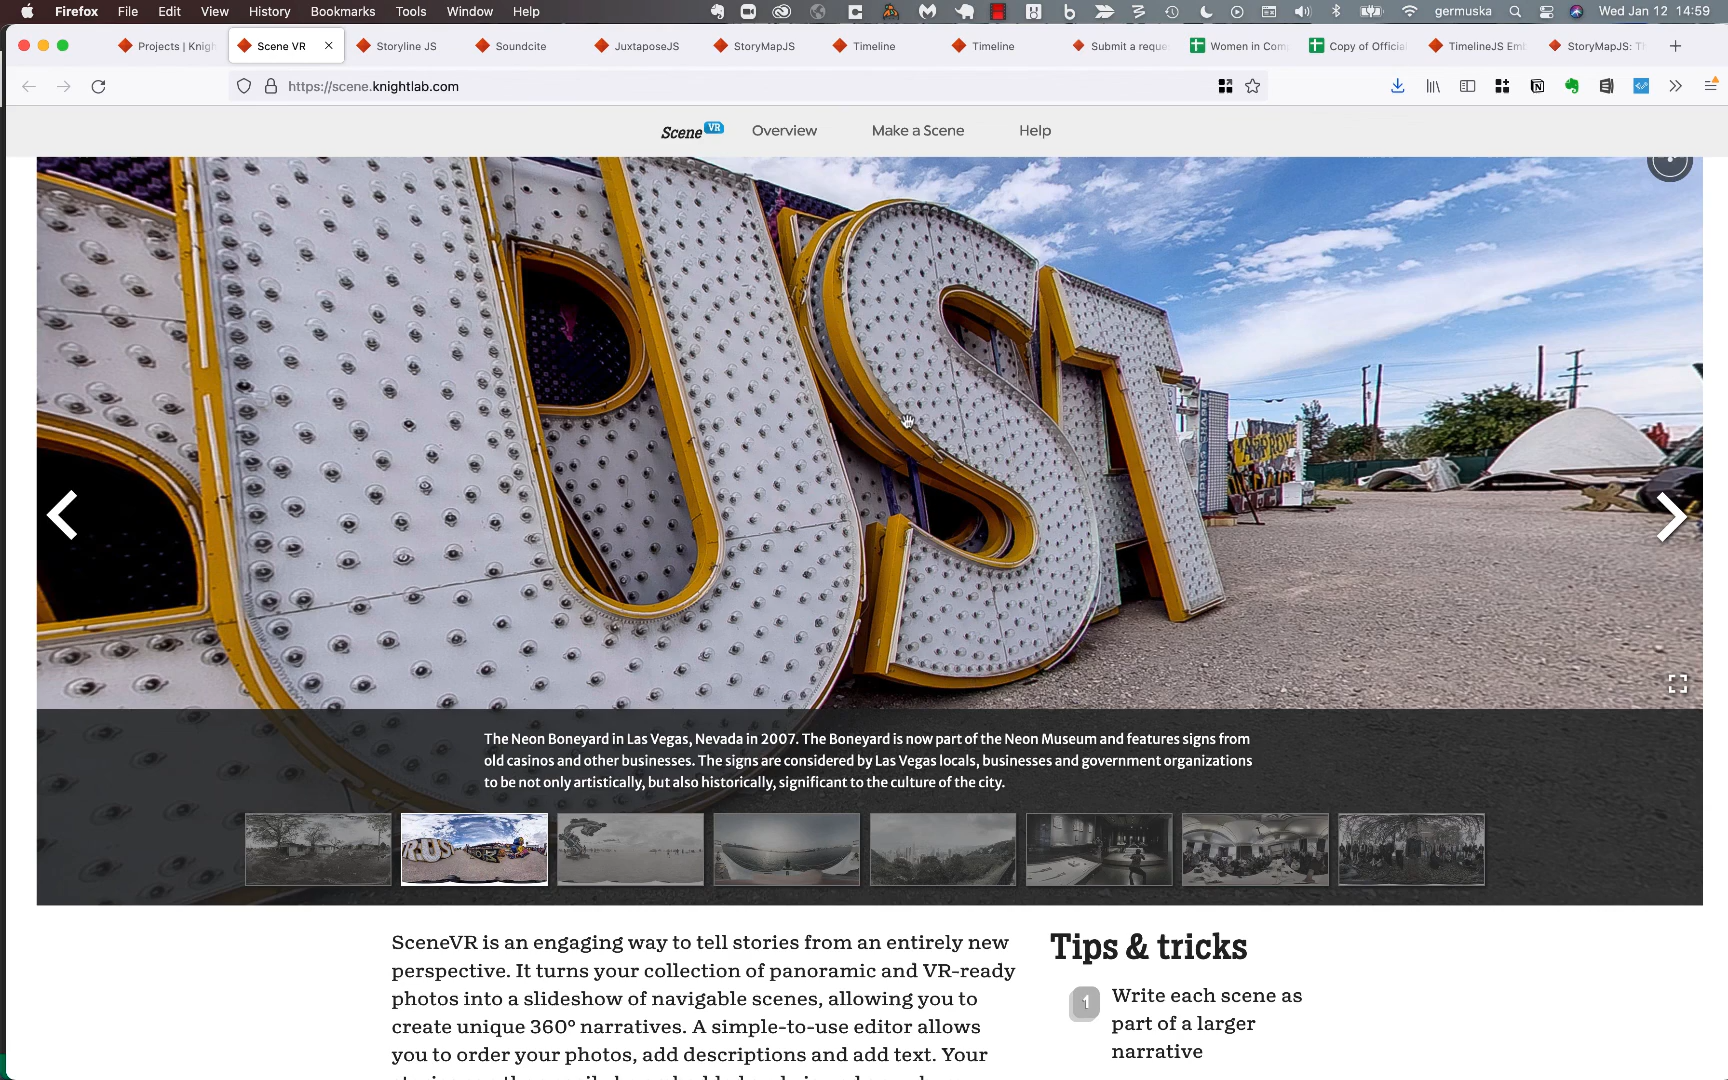 Firefox File Edit View History Bookmarks Tools Window Help germuska Wed Jan 12 14:59
Projects | Knigh Scene VR Storyline JS Soundcite JuxtaposeJS StoryMapJS Timeline Timeline Submit a reque Women in Com Copy of Officia TimelineJS Em StoryMapJS: T
https://scene.knightlab.com
Scene VR Overview Make a Scene Help
UST
The Neon Boneyard in Las Vegas, Nevada in 2007. The Boneyard is now part of the Neon Museum and features signs from
old casinos and other businesses. The signs are considered by Las Vegas locals, businesses and government organizations
to be not only artistically, but also historically, significant to the culture of the city.
SceneVR is an engaging way to tell stories from an entirely new
perspective. It turns your collection of panoramic and VR-ready
photos into a slideshow of navigable scenes, allowing you to
create unique 360° narratives. A simple-to-use editor allows
you to order your photos, add descriptions and add text. Your
Tips & tricks
1 Write each scene as
part of a larger
narrative